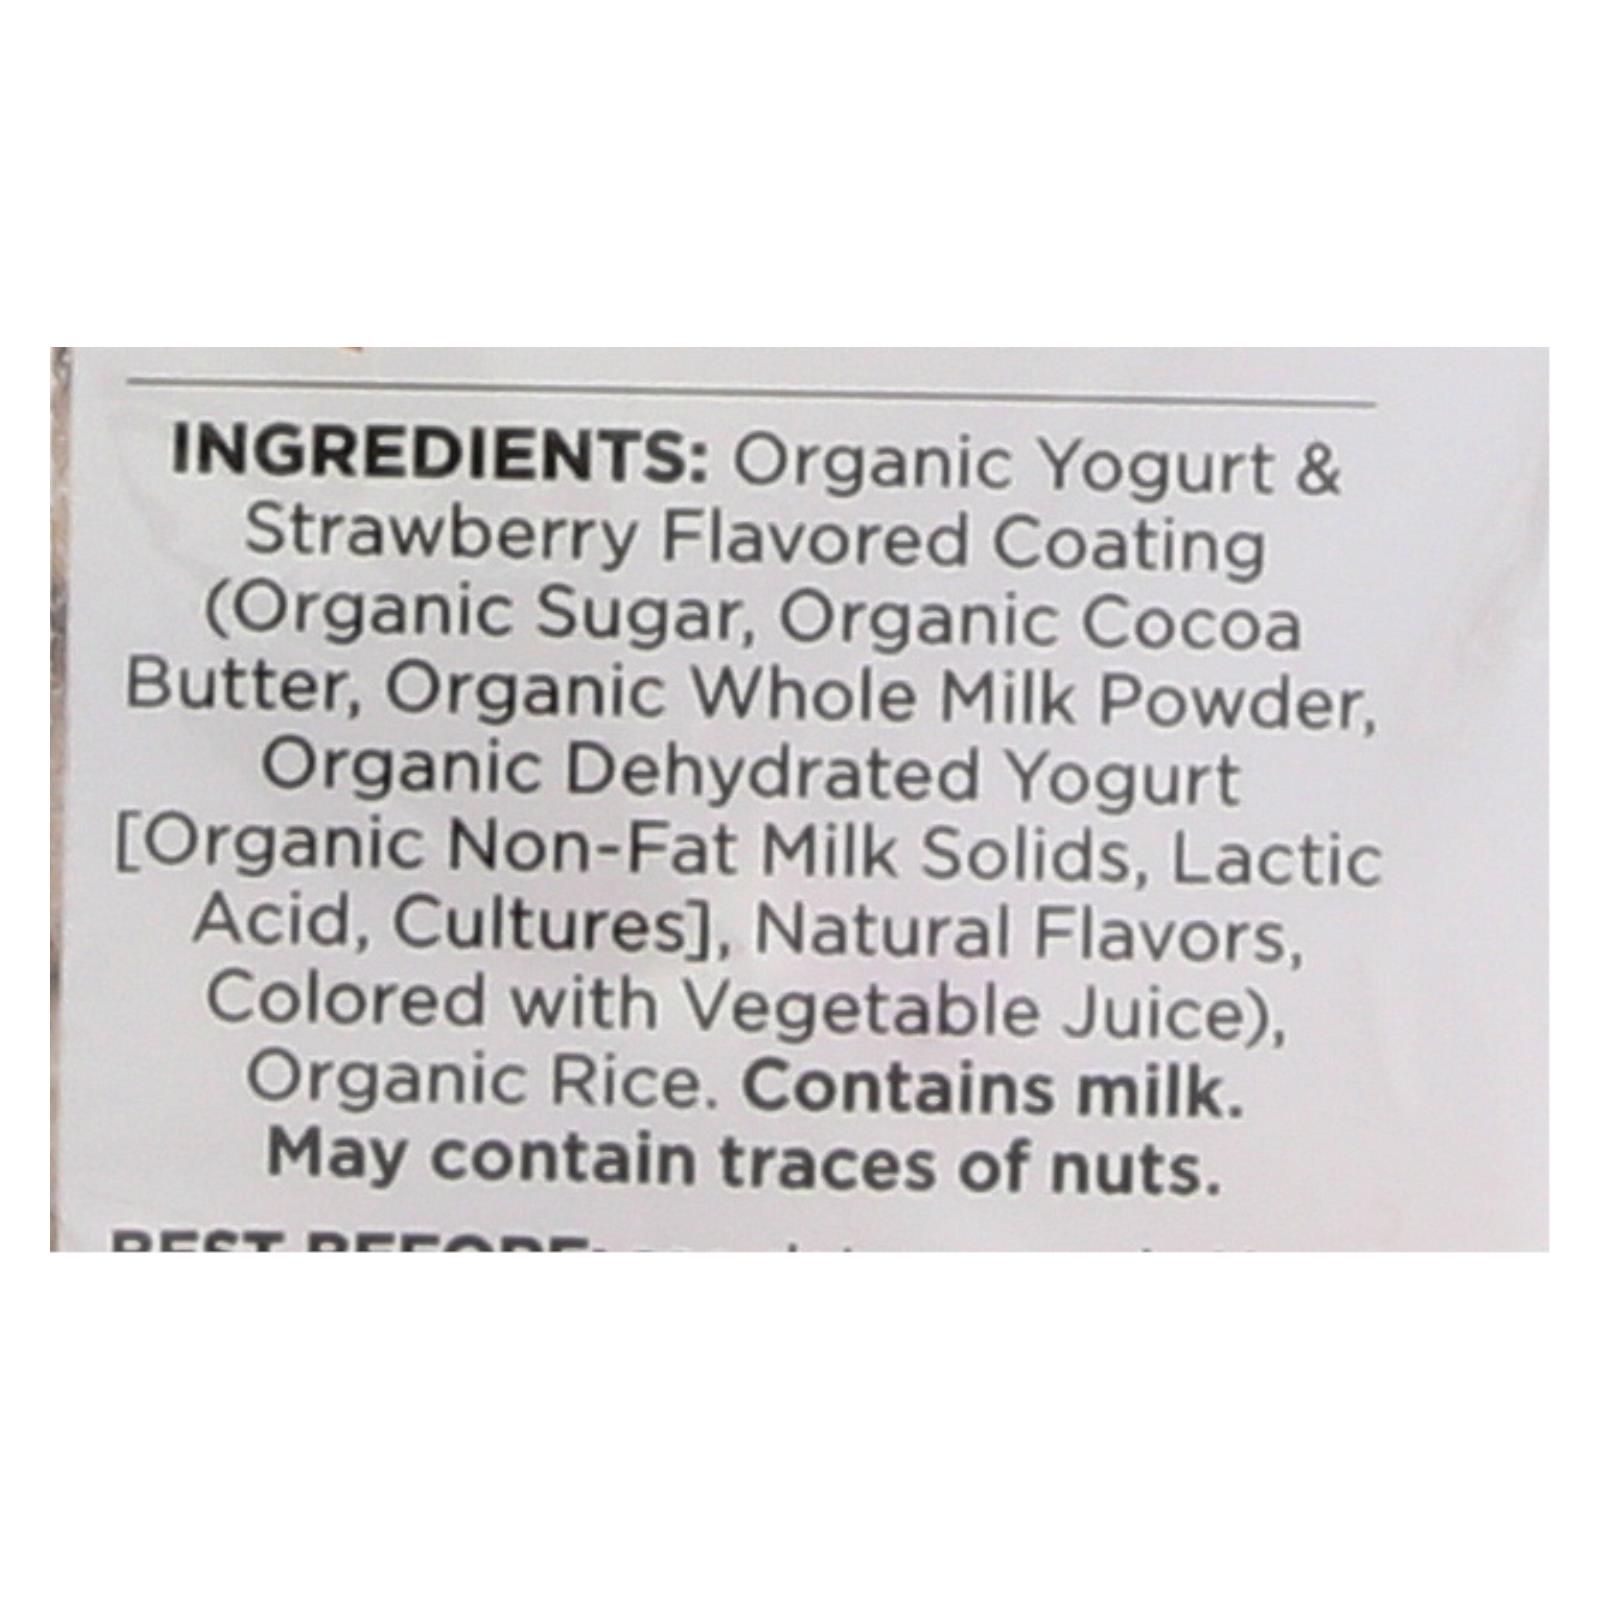 INGREDIENTS: Organic Yogurt &
Strawberry Flavored Coating
(Organic Sugar, Organic Cocoa
Butter, Organic Whole Milk Powder,
Organic Dehydrated Yogurt
[Organic Non-Fat Milk Solids, Lactic
Acid, Cultures], Natural Flavors,
Colored with Vegetable Juice),
Organic Rice. Contains milk.
May contain traces of nuts.
BEST BEFORE: